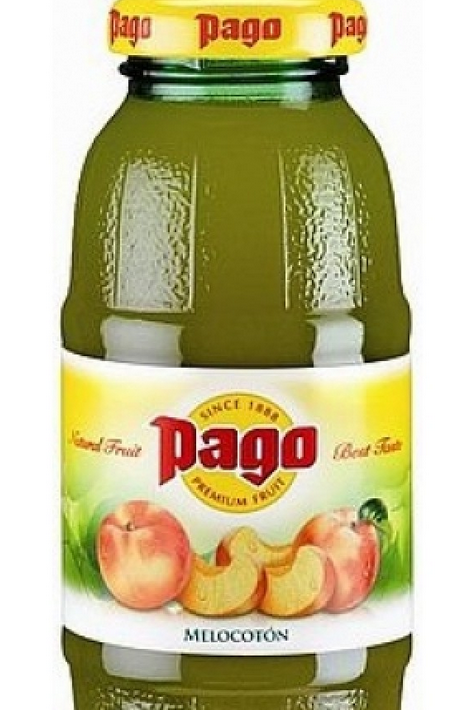 Pago Pago Pago
SINCE 1888
Natural Fruit Pago Best Taste
PREMIUM FRUIT
MELOCOTÓN